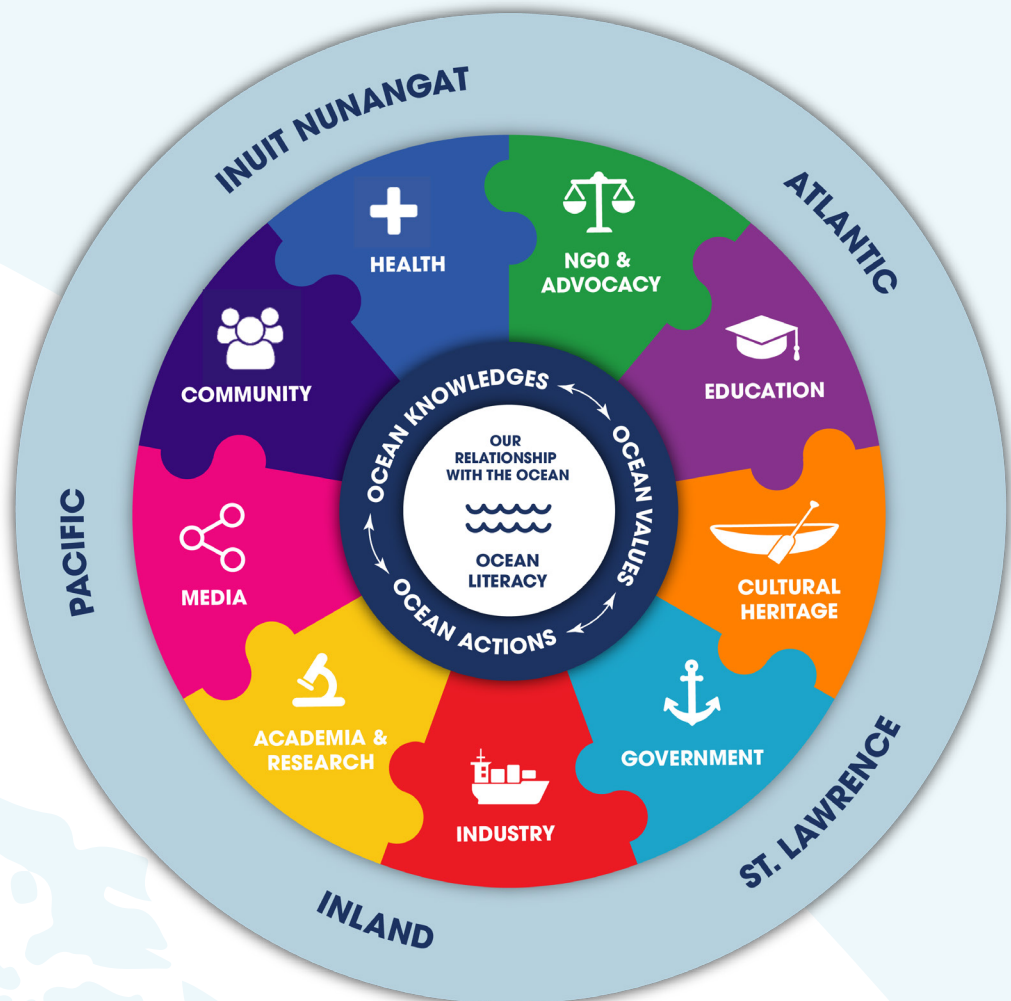 INUIT NUNANGAT
ATLANTIC
ST. LAWRENCE
INLAND
PACIFIC
HEALTH
NGO &
ADVOCACY
EDUCATION
CULTURAL
HERITAGE
GOVERNMENT
INDUSTRY
ACADEMIA &
RESEARCH
MEDIA
COMMUNITY
OCEAN KNOWLEDGES
OCEAN VALUES
OCEAN ACTIONS
OUR
RELATIONSHIP
WITH THE OCEAN
OCEAN
LITERACY